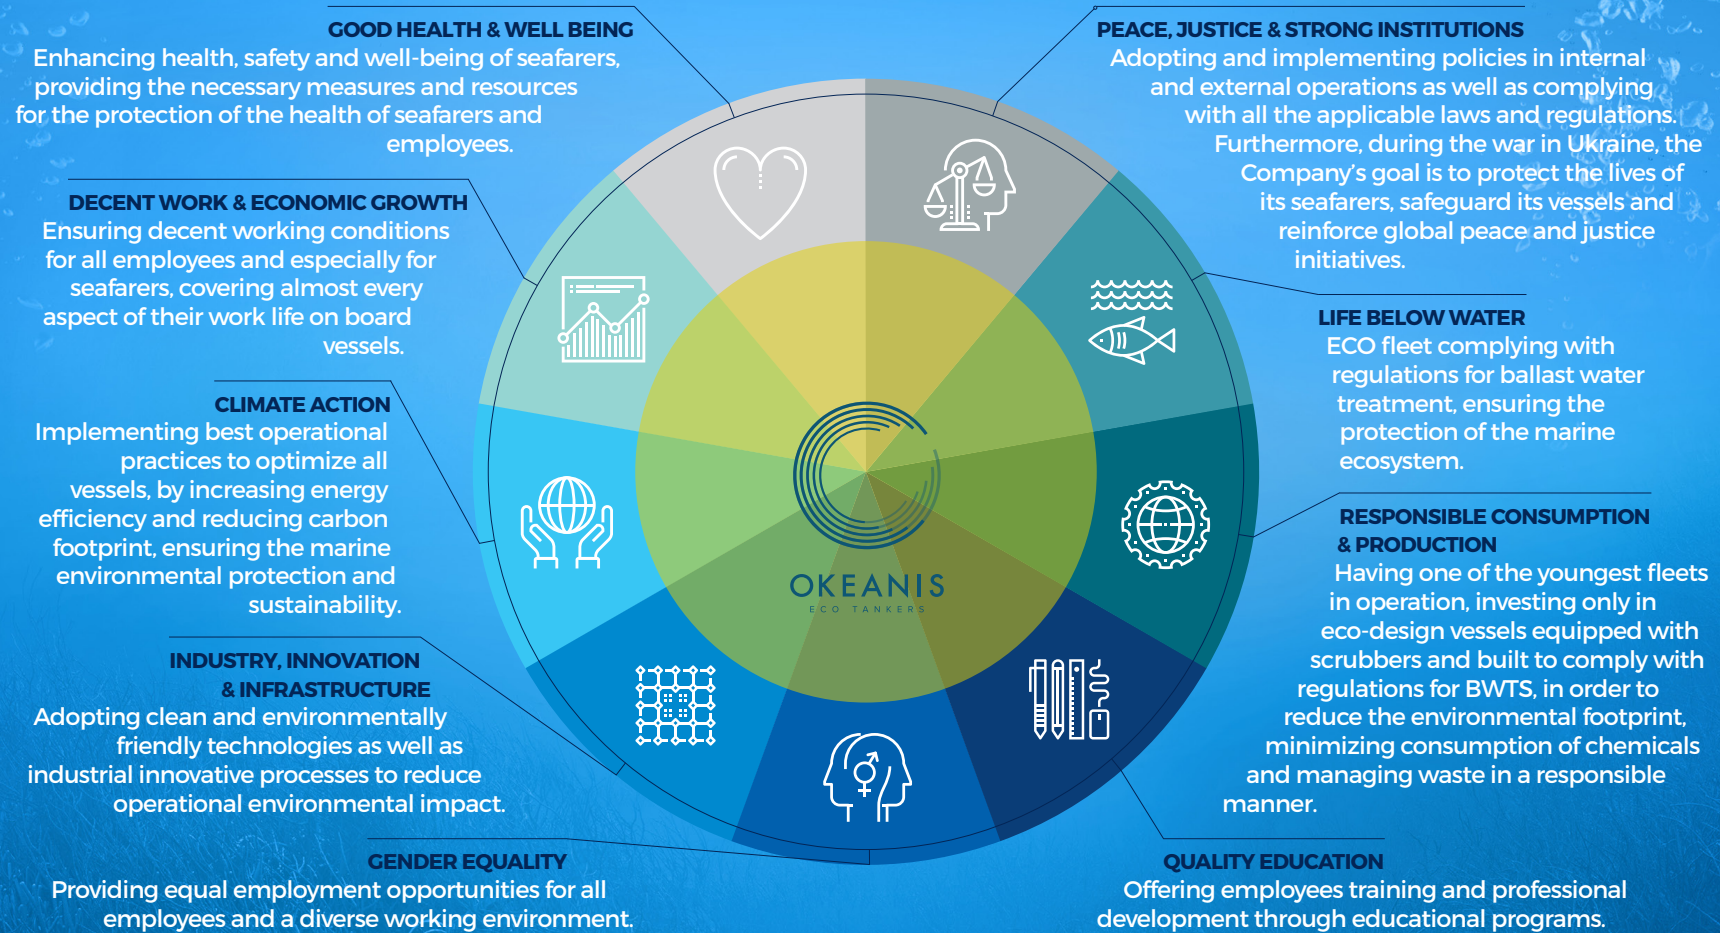 GOOD HEALTH & WELL BEING
Enhancing health, safety and well-being of seafarers,
providing the necessary measures and resources
for the protection of the health of seafarers and
employees.
DECENT WORK & ECONOMIC GROWTH
Ensuring decent working conditions
for all employees and especially for
seafarers, covering almost every
aspect of their work life on board
vessels.
CLIMATE ACTION
Implementing best operational
practices to optimize all
vessels, by increasing energy
efficiency and reducing carbon
footprint, ensuring the marine
environmental protection and
sustainability.
INDUSTRY, INNOVATION
& INFRASTRUCTURE
Adopting clean and environmentally
friendly technologies as well as
industrial innovative processes to reduce
operational environmental impact.
GENDER EQUALITY
Providing equal employment opportunities for all
employees and a diverse working environment.
OKEANIS
ECO TANKERS
PEACE, JUSTICE & STRONG INSTITUTIONS
Adopting and implementing policies in internal
and external operations as well as complying
with all the applicable laws and regulations.
Furthermore, during the war in Ukraine, the
Company's goal is to protect the lives of
its seafarers, safeguard its vessels and
reinforce global peace and justice
initiatives.
LIFE BELOW WATER
ECO fleet complying with
regulations for ballast water
treatment, ensuring the
protection of the marine
ecosystem.
RESPONSIBLE CONSUMPTION
& PRODUCTION
Having one of the youngest fleets
in operation, investing only in
eco-design vessels equipped with
scrubbers and built to comply with
regulations for BWTS, in order to
reduce the environmental footprint,
minimizing consumption of chemicals
and managing waste in a responsible
manner.
QUALITY EDUCATION
Offering employees training and professional
development through educational programs.